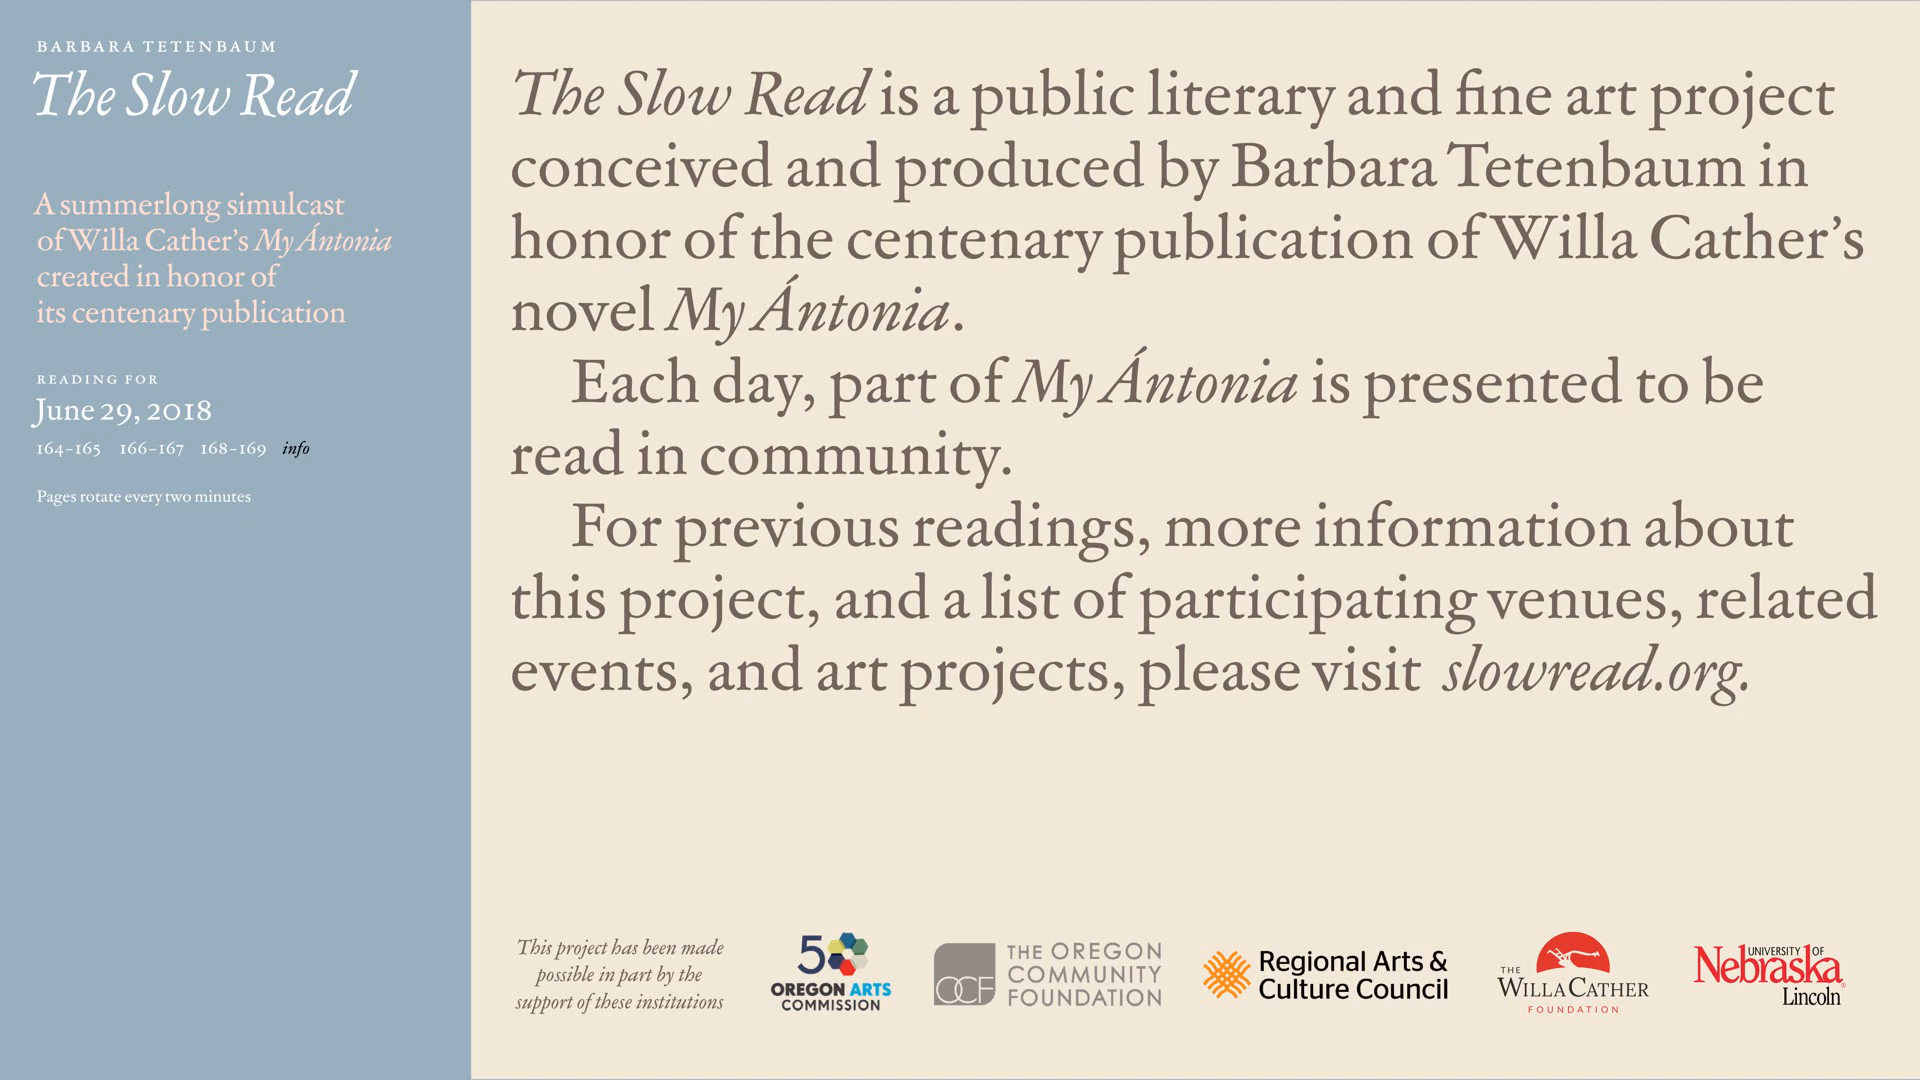 BARBARA TETENBAUM
The Slow Read
A summerlong simulcast
of Willa Cather’s My Ántonia
created in honor of
its centenary publication
READING FOR
June 29, 2018
164–165 166–167 168–169 info
Pages rotate every two minutes
The Slow Read is a public literary and fine art project
conceived and produced by Barbara Tetenbaum in
honor of the centenary publication of Willa Cather’s
novel My Ántonia.
Each day, part of My Ántonia is presented to be
read in community.
For previous readings, more information about
this project, and a list of participating venues, related
events, and art projects, please visit slowread.org.
This project has been made
possible in part by the
support of these institutions
50
OREGON ARTS
COMMISSION
OCF
THE OREGON
COMMUNITY
FOUNDATION
Regional Arts &
Culture Council
THE
WILLA CATHER
FOUNDATION
UNIVERSITY OF
Nebraska
Lincoln